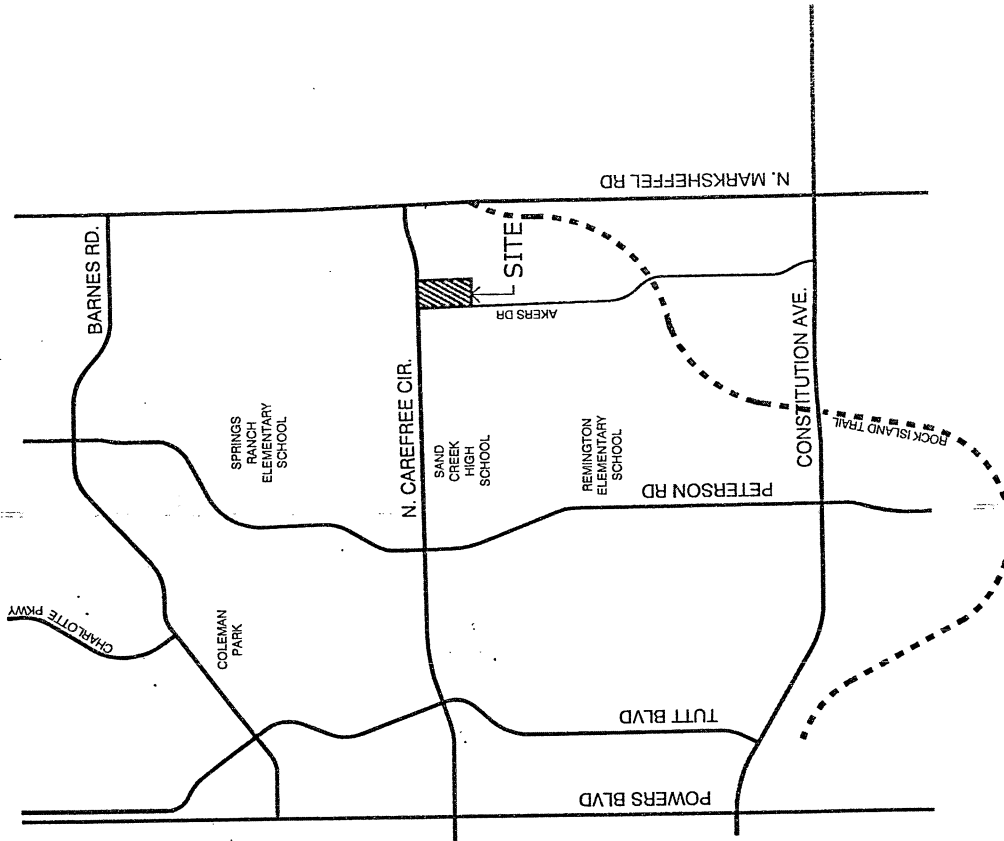 N. MARKSHEFFEL RD
BARNES RD.
SITE
AKERS DR
N. CAREFREE CIR.
CONSTITUTION AVE.
SPRINGS
RANCH
ELEMENTARY
SCHOOL
SAND
CREEK
HIGH
SCHOOL
REMINGTON
ELEMENTARY
SCHOOL
ROCK ISLAND TRAIL
PETERSON RD
CHARLOTTE PKWY
COLEMAN
PARK
TUTT BLVD
POWERS BLVD